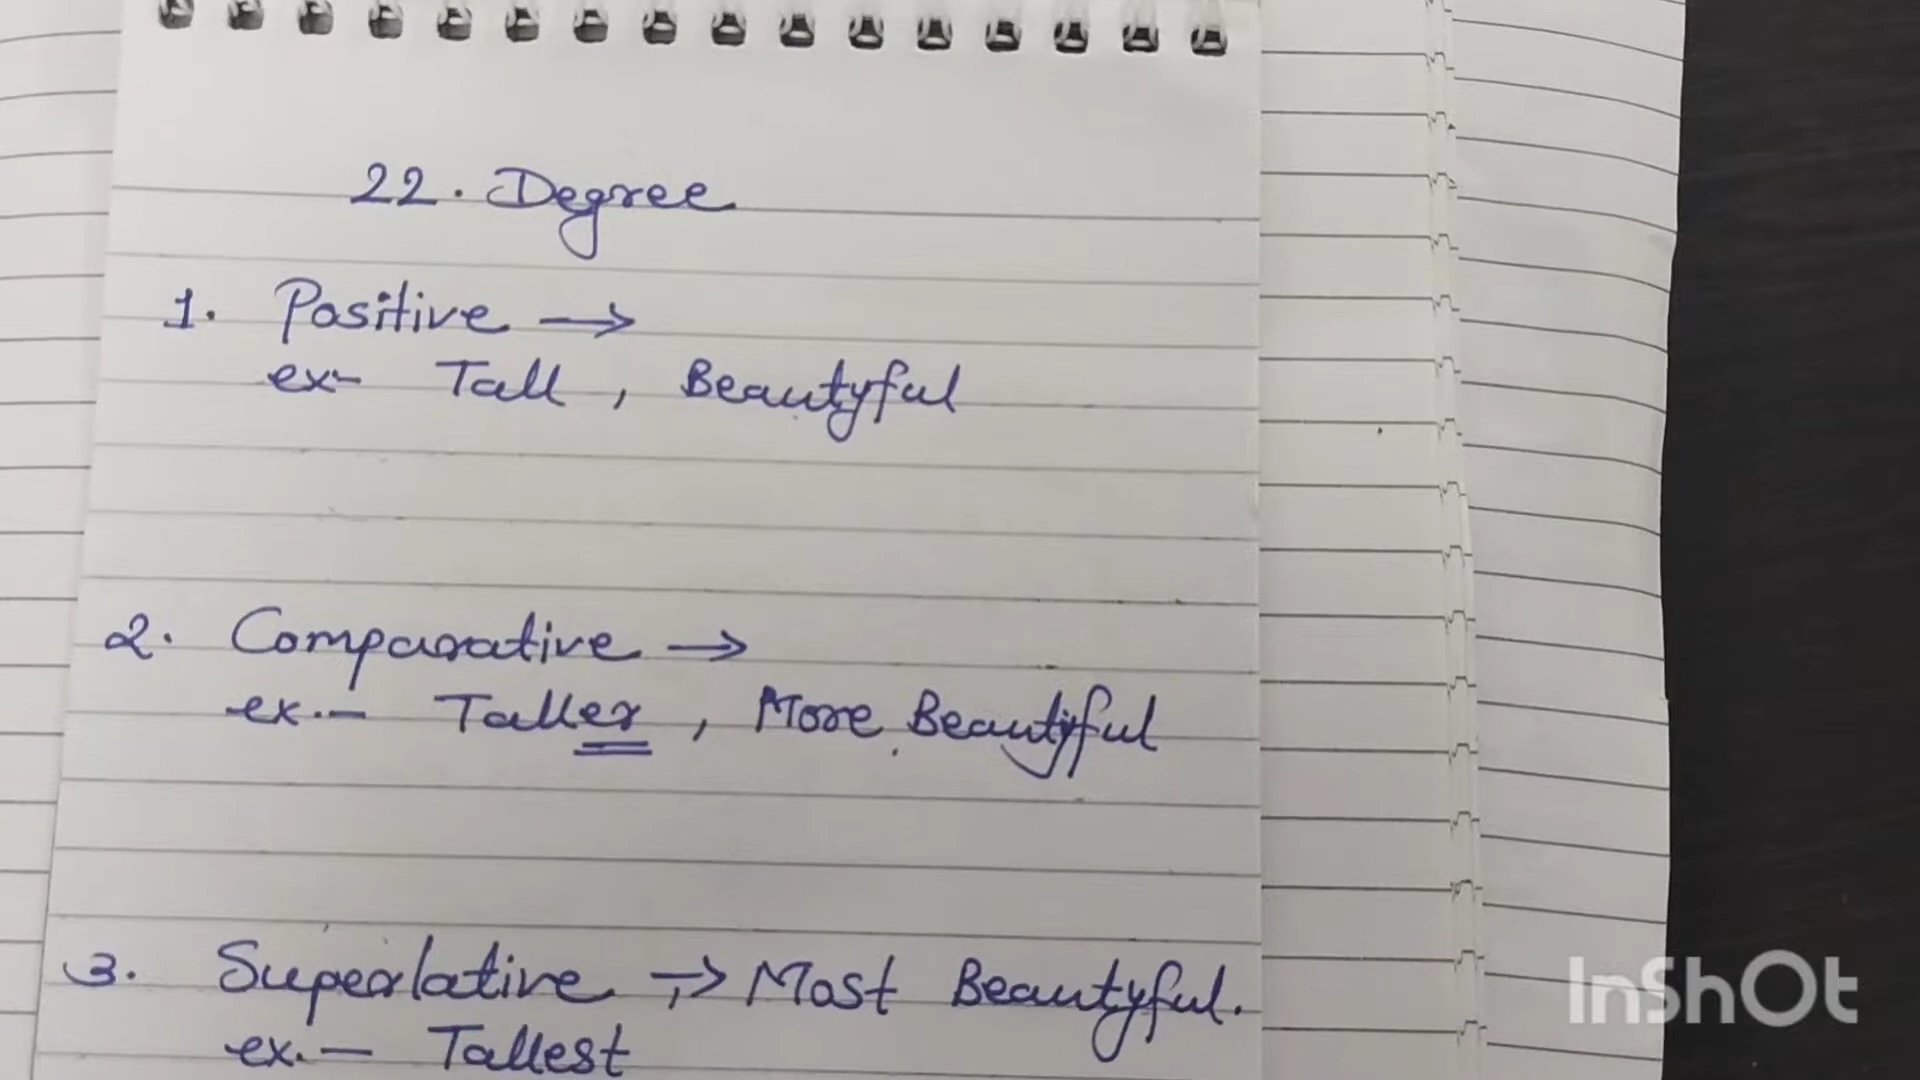 22. Degree
1. Positive →
ex- Tall, Beautyful
2. Comparative →
ex.- Taller, More Beautyful
3. Superlative → Most Beautyful.
ex.- Tallest
InShOt